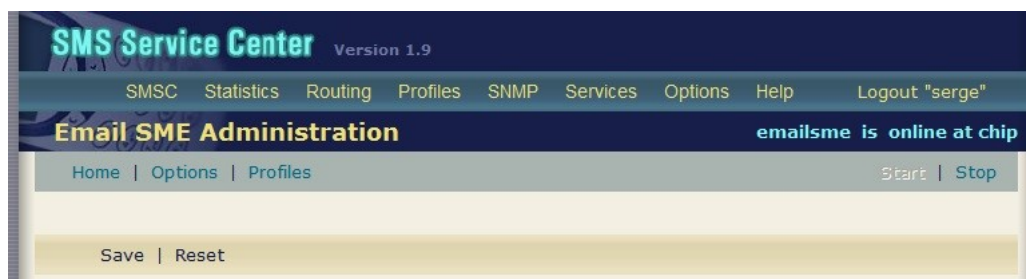 SMS Service Center Version 1.9
SMSC Statistics Routing Profiles SNMP Services Options Help Logout "serge"
Email SME Administration emailsme is online at chip
Home | Options | Profiles Start | Stop
Save | Reset